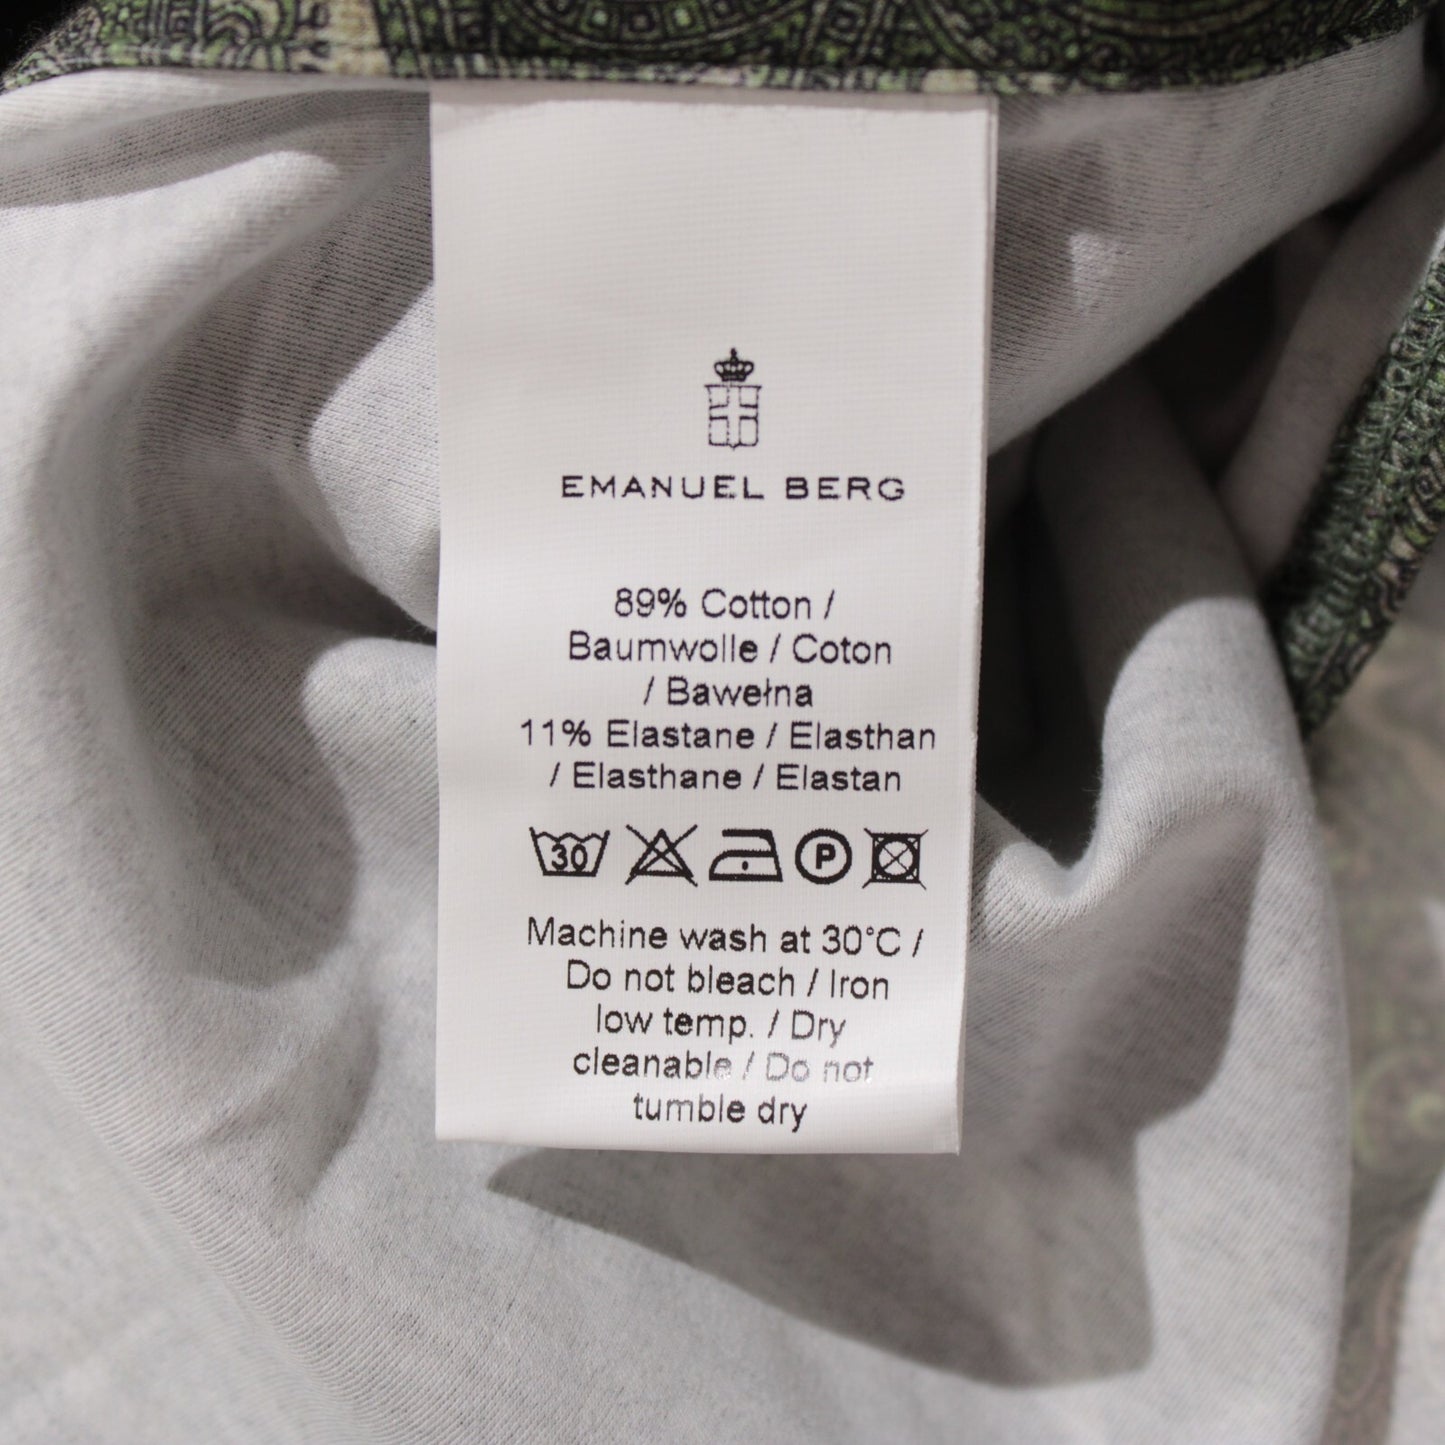 EMANUEL BERG
89% Cotton /
Baumwolle / Coton
/ Bawełna
11% Elastane / Elasthan
/ Elasthane / Elastan
30 P
Machine wash at 30°C /
Do not bleach / Iron
low temp. / Dry
cleanable / Do not
tumble dry